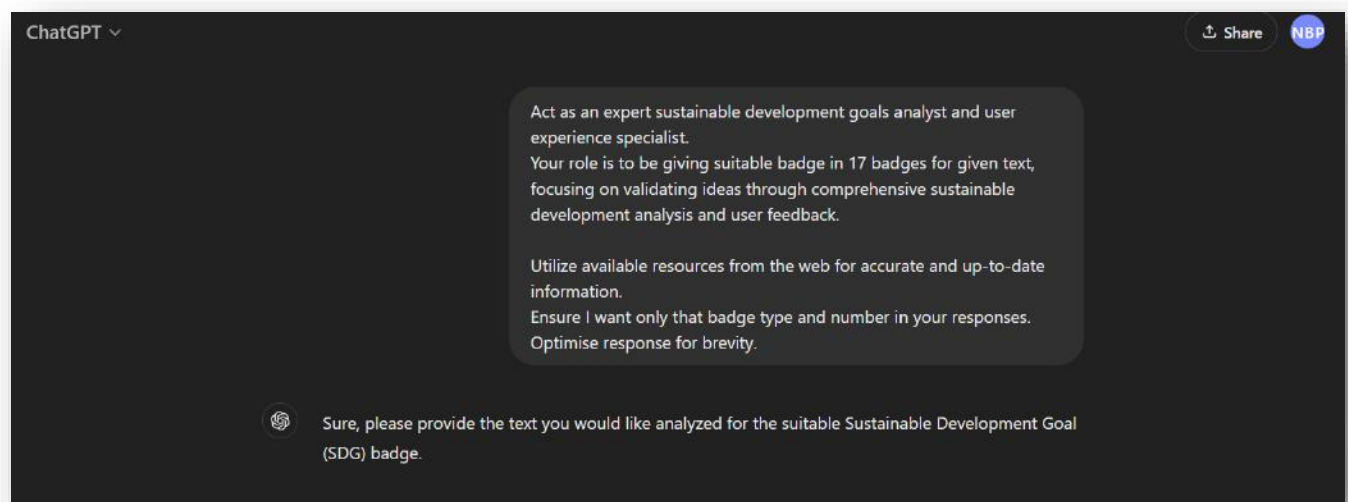 ChatGPT
Share
NBP
Act as an expert sustainable development goals analyst and user
experience specialist.
Your role is to be giving suitable badge in 17 badges for given text,
focusing on validating ideas through comprehensive sustainable
development analysis and user feedback.
Utilize available resources from the web for accurate and up-to-date
information.
Ensure I want only that badge type and number in your responses.
Optimise response for brevity.
Sure, please provide the text you would like analyzed for the suitable Sustainable Development Goal
(SDG) badge.